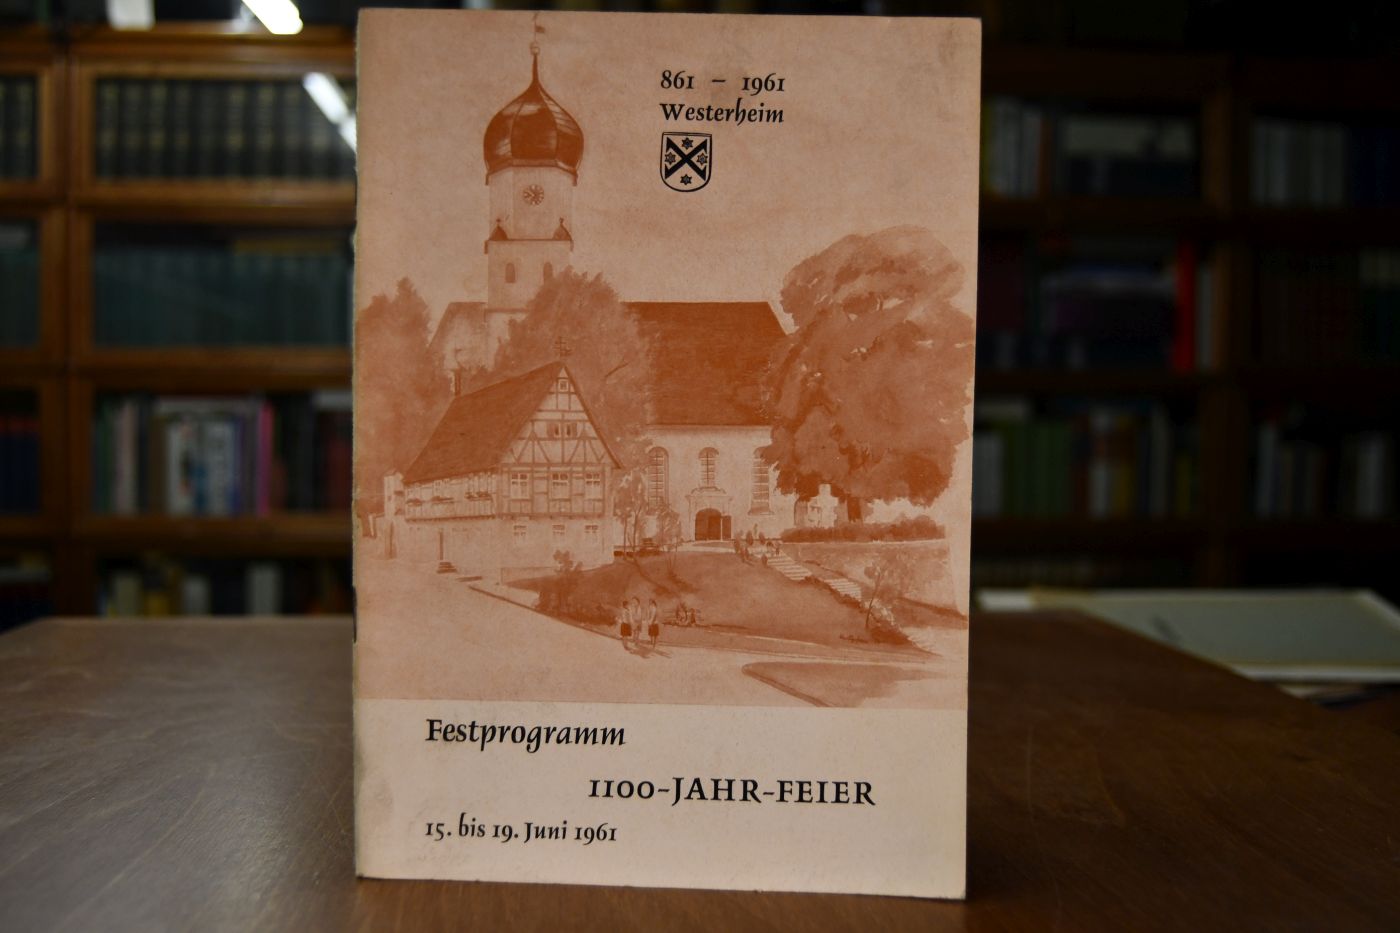 861 – 1961
Westerheim
Festprogramm
1100-JAHR-FEIER
15. bis 19. Juni 1961